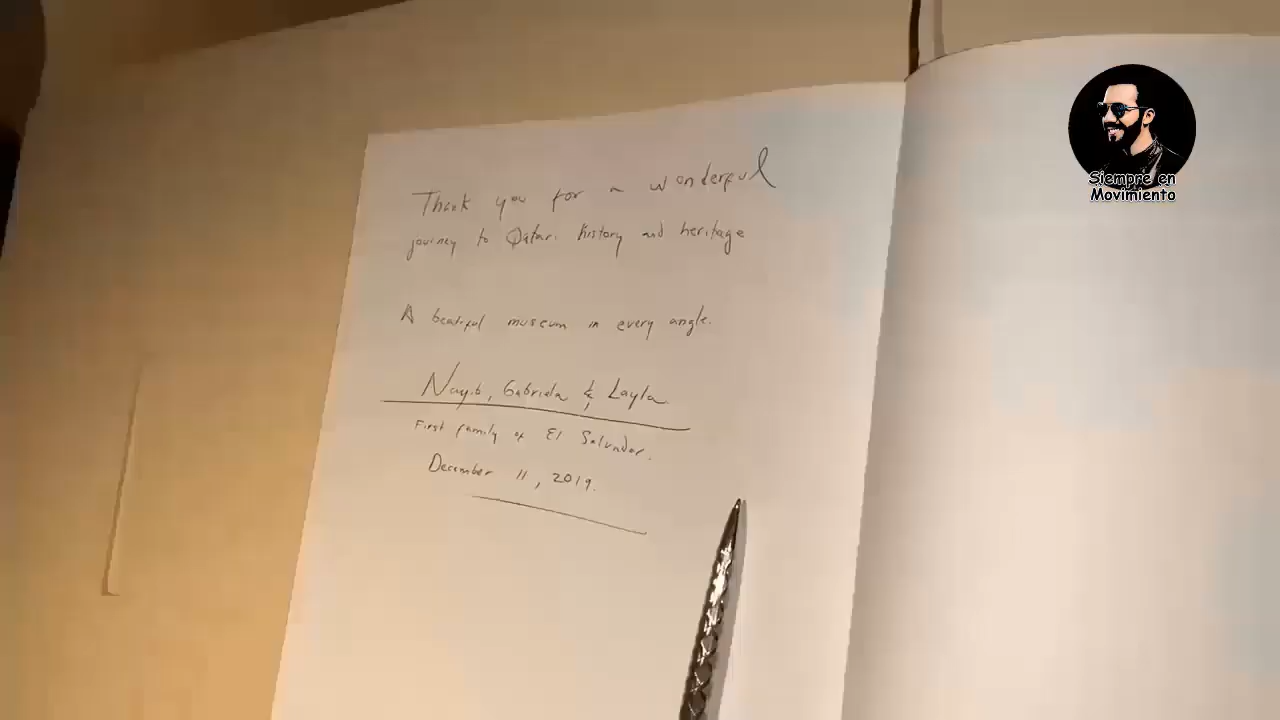 Thank you for a wonderful
journey to Qatari history and heritage
A beatiful museum in every angle.
Nayib, Gabriela & Layla.
First family of El Salvador.
December 11, 2019.
Siempre en
Movimiento